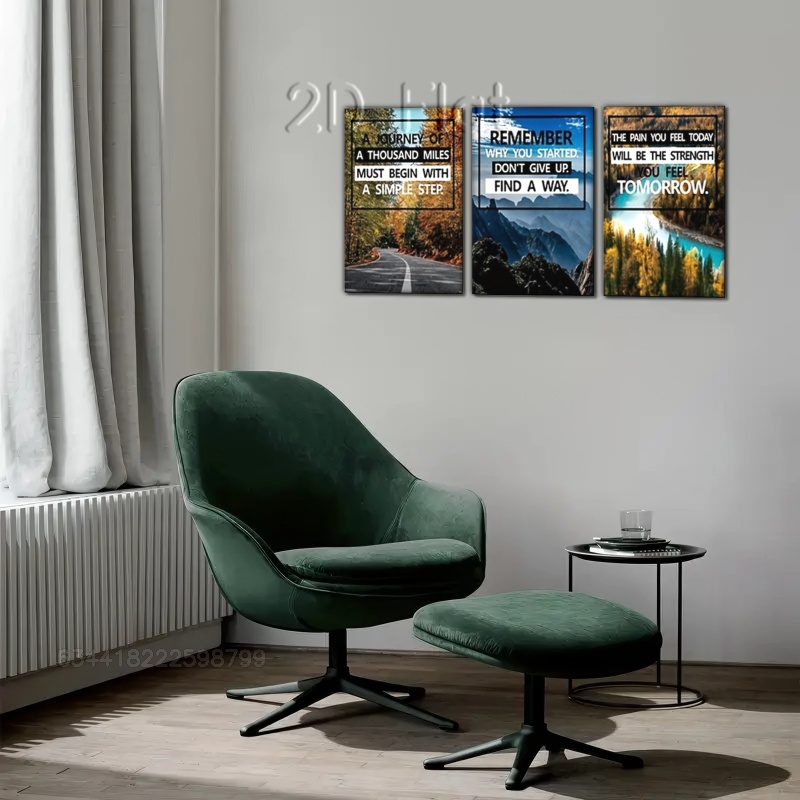 2D Flat
A JOURNEY OF
A THOUSAND MILES
MUST BEGIN WITH
A SIMPLE STEP.
REMEMBER
WHY YOU STARTED.
DON'T GIVE UP.
FIND A WAY.
THE PAIN YOU FEEL TODAY
WILL BE THE STRENGTH
YOU FEEL
TOMORROW.
634418222598799